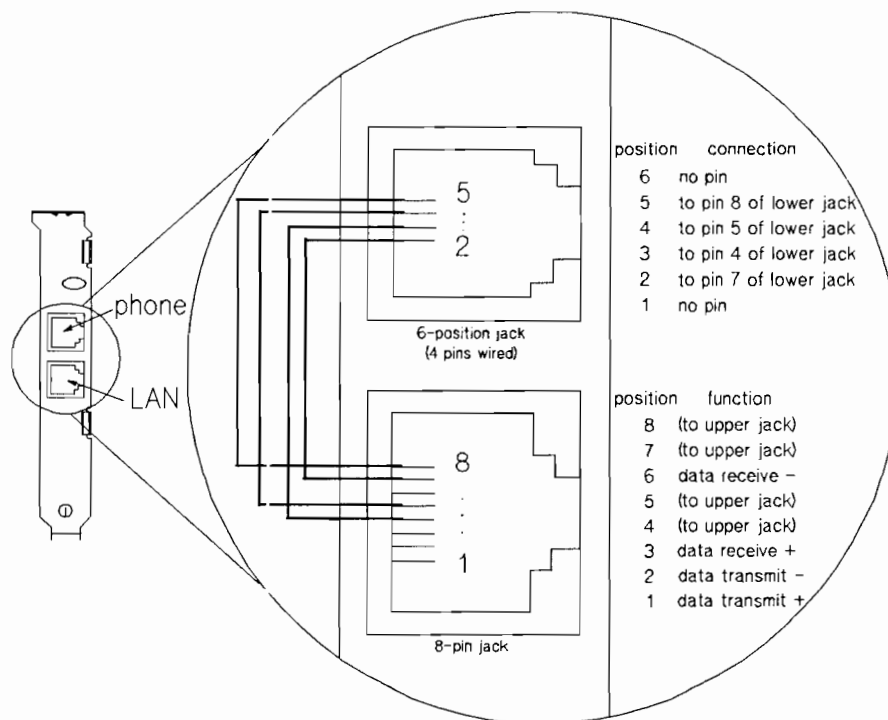 phone
LAN
5
2
6-position jack
(4 pins wired)
position connection
6 no pin
5 to pin 8 of lower jack
4 to pin 5 of lower jack
3 to pin 4 of lower jack
2 to pin 7 of lower jack
1 no pin
8
1
8-pin jack
position function
8 (to upper jack)
7 (to upper jack)
6 data receive -
5 (to upper jack)
4 (to upper jack)
3 data receive +
2 data transmit -
1 data transmit +